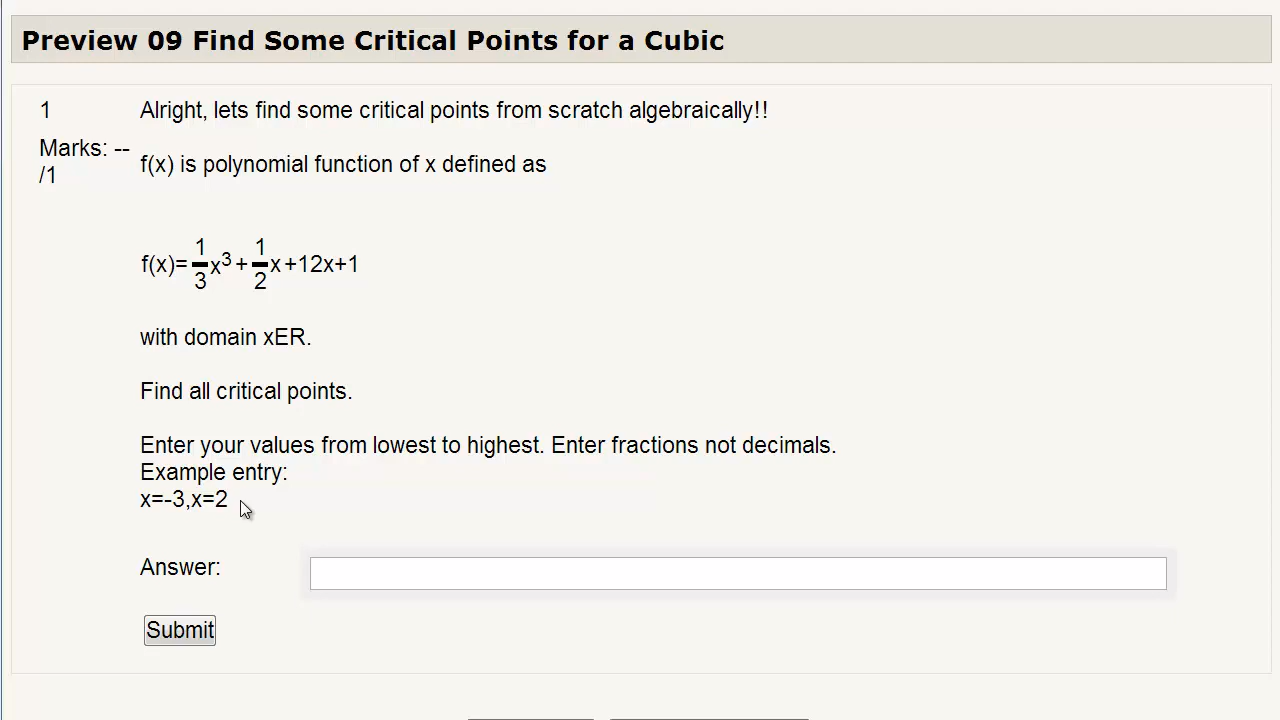 Preview 09 Find Some Critical Points for a Cubic
1
Alright, lets find some critical points from scratch algebraically!!
Marks: --
/1
f(x) is polynomial function of x defined as
f(x)=1/3x³+1/2x+12x+1
with domain xER.
Find all critical points.
Enter your values from lowest to highest. Enter fractions not decimals.
Example entry:
x=-3,x=2
Answer:
Submit